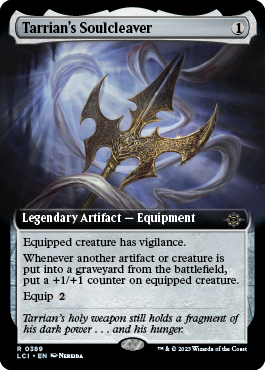 Tarrian's Soulcleaver 1
Legendary Artifact — Equipment
Equipped creature has vigilance.
Whenever another artifact or creature is
put into a graveyard from the battlefield,
put a +1/+1 counter on equipped creature.
Equip 2
Tarrian's holy weapon still holds a fragment of
his dark power . . . and his hunger.
R 0389
LCI • EN Nereida
™ & © 2023 Wizards of the Coast